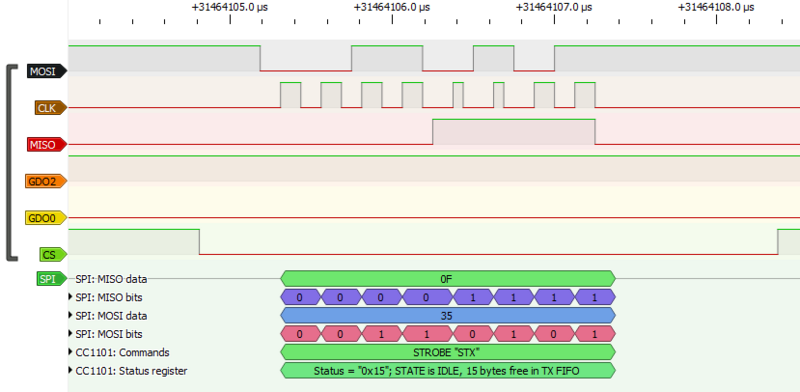 +31464105.0 µs +31464106.0 µs +31464107.0 µs +31464108.0 µs
MOSI
CLK
MISO
GDO2
GDO0
CS
SPI SPI: MISO data 0F
SPI: MISO bits 0 0 0 0 1 1 1 1
SPI: MOSI data 35
SPI: MOSI bits 0 0 1 1 0 1 0 1
CC1101: Commands STROBE "STX"
CC1101: Status register Status = "0x15"; STATE is IDLE, 15 bytes free in TX FIFO